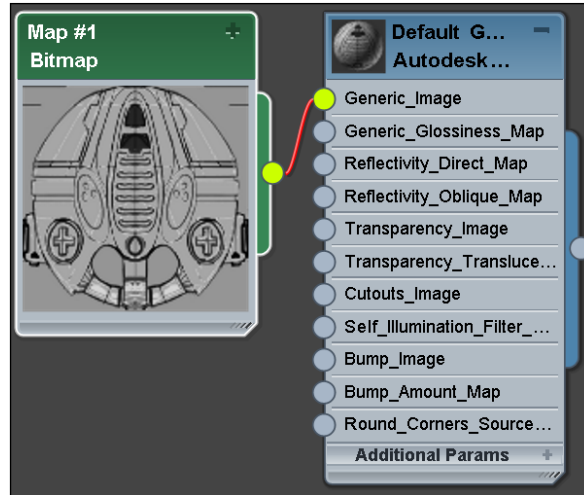 Map #1
Bitmap
Default G...
Autodesk...
Generic_Image
Generic_Glossiness_Map
Reflectivity_Direct_Map
Reflectivity_Oblique_Map
Transparency_Image
Transparency_Transluce...
Cutouts_Image
Self_Illumination_Filter_...
Bump_Image
Bump_Amount_Map
Round_Corners_Source...
Additional Params